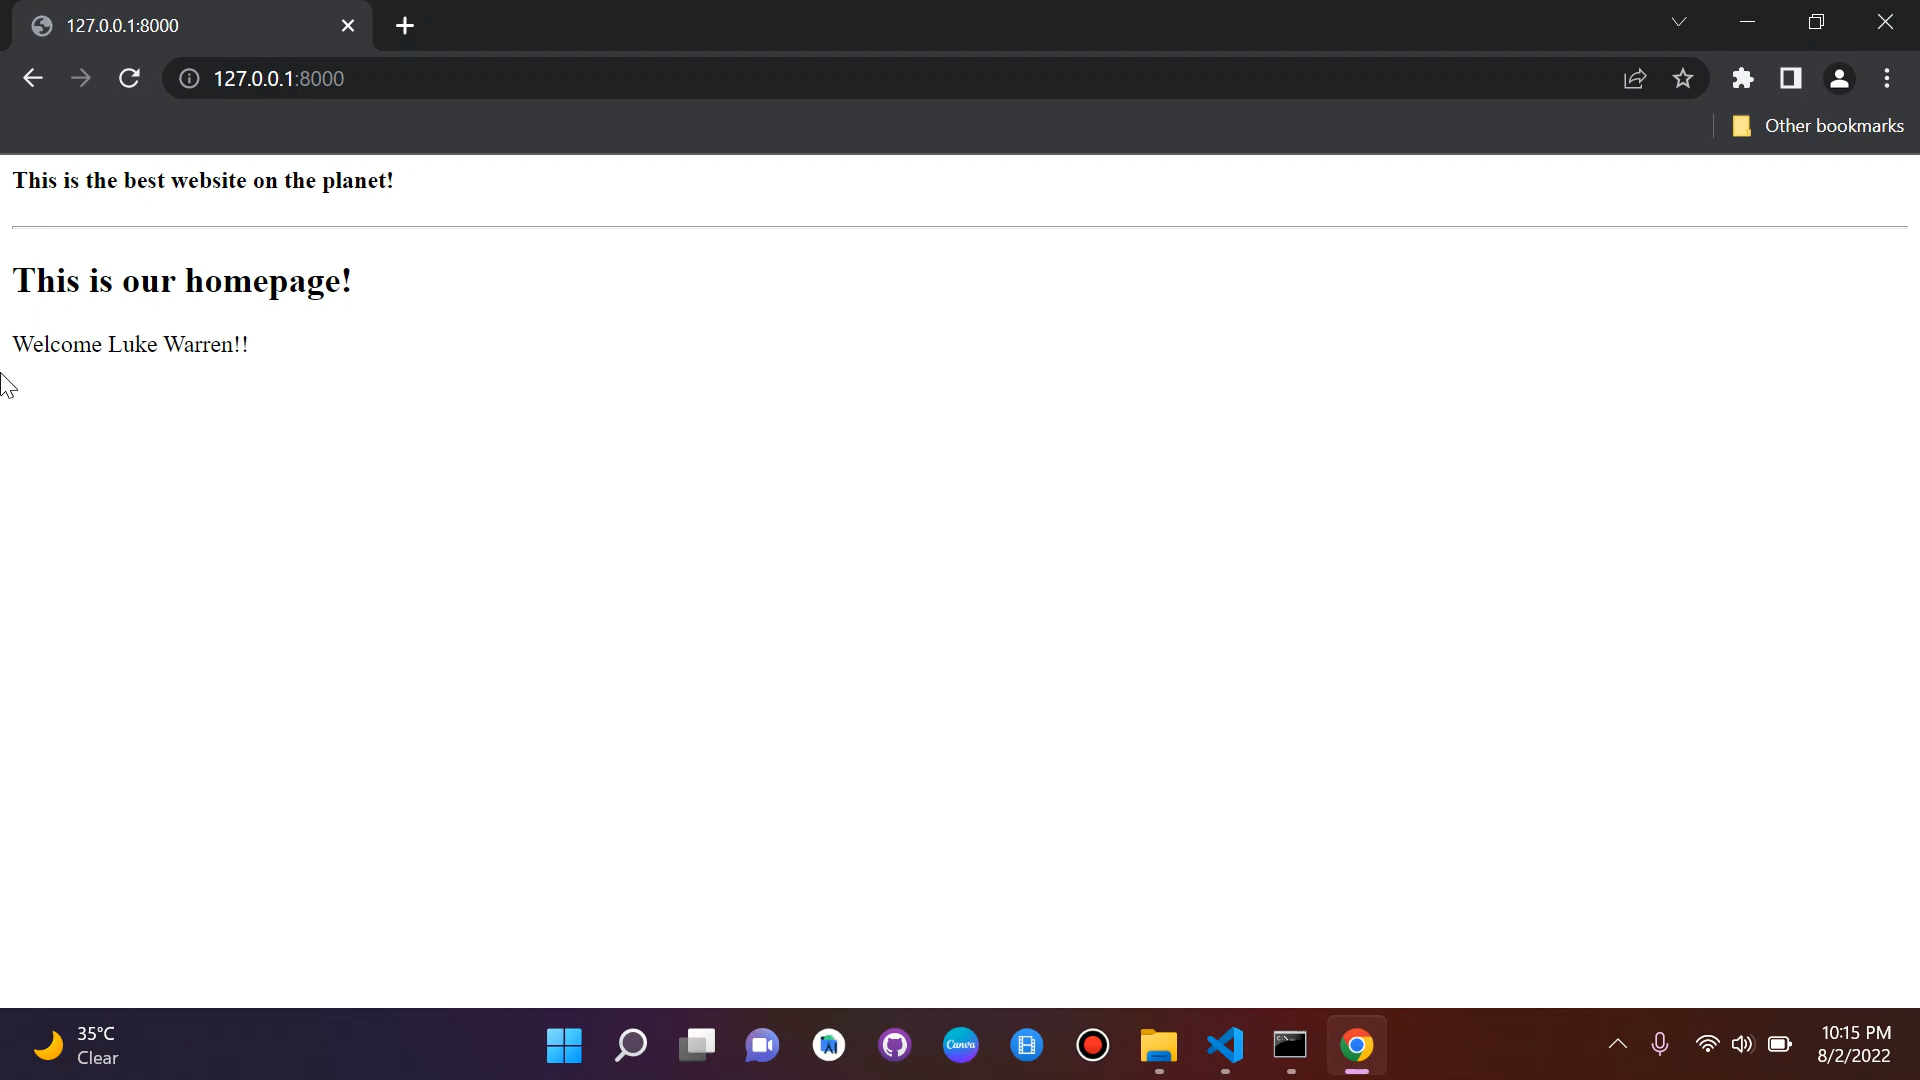 127.0.0.1:8000
127.0.0.1:8000
Other bookmarks
This is the best website on the planet!
This is our homepage!
Welcome Luke Warren!!
35°C
Clear
Canva
10:15 PM
8/2/2022